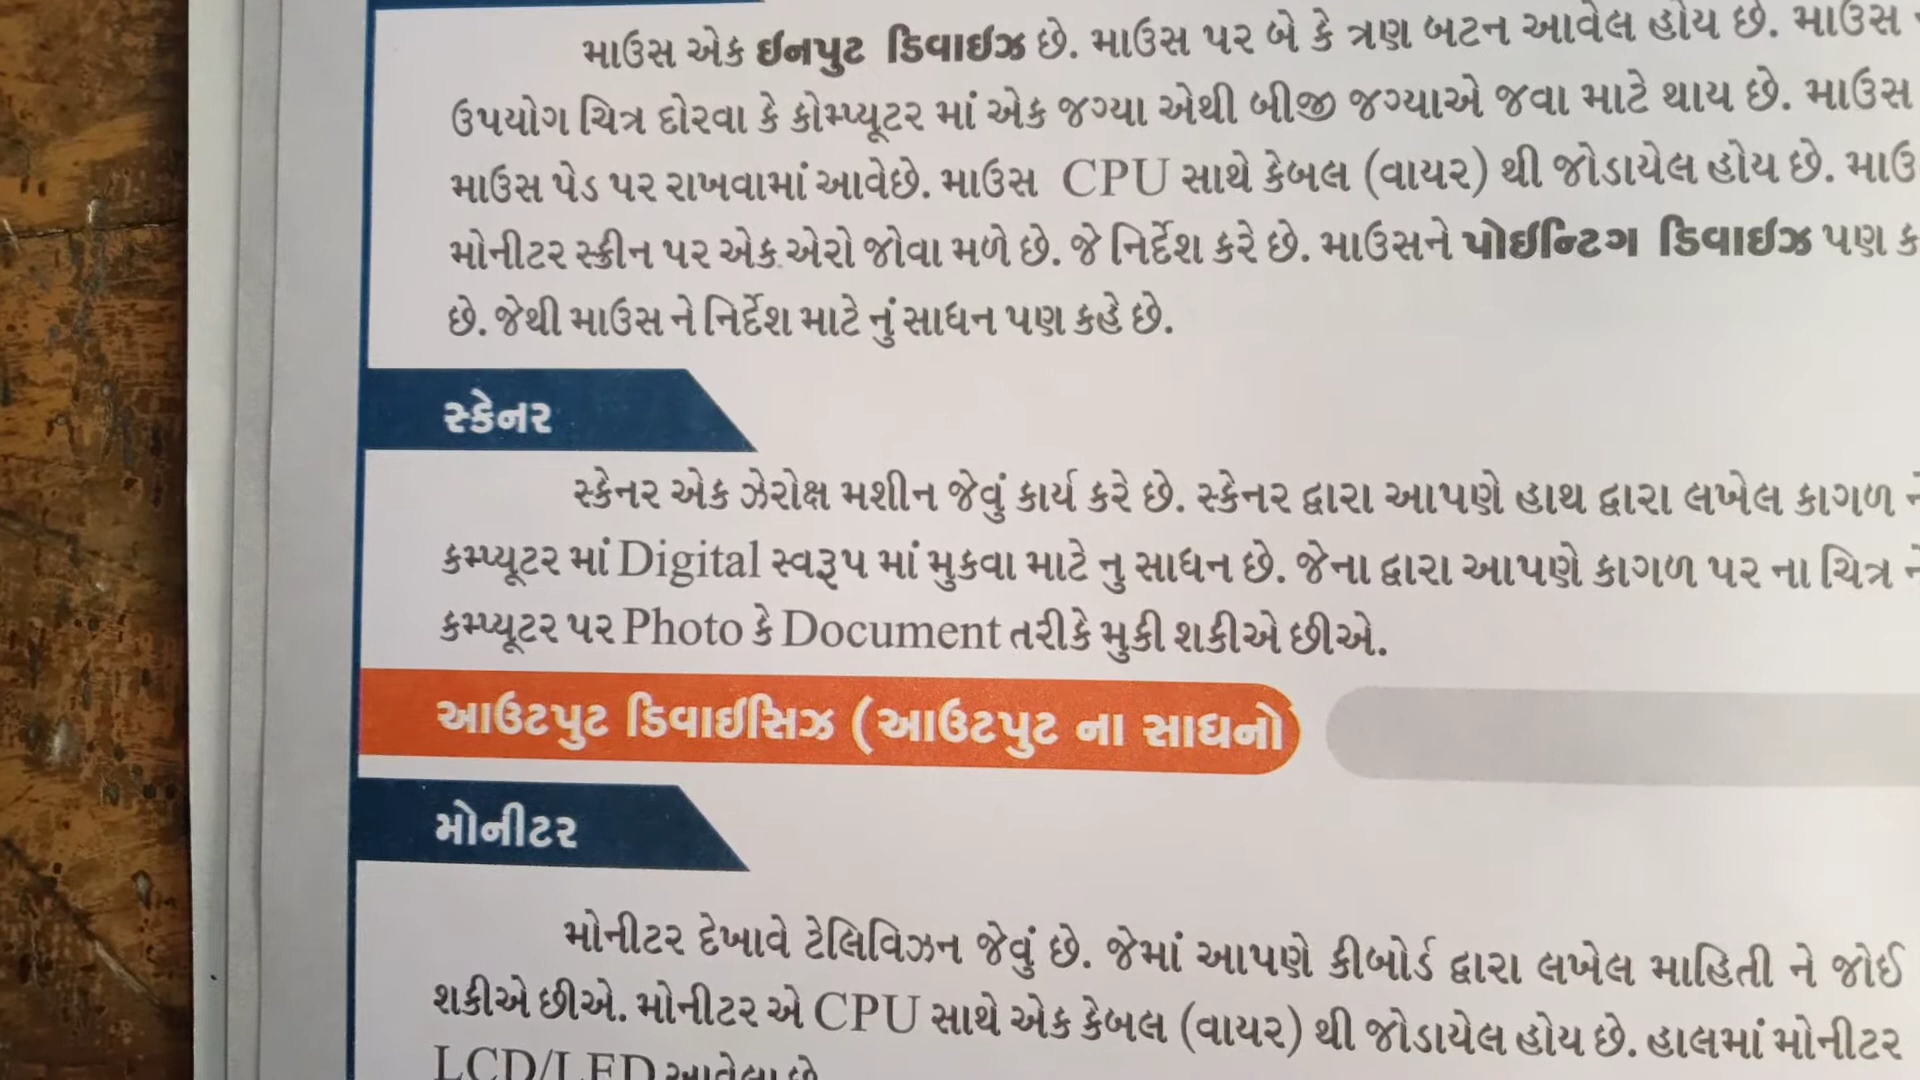 માઉસ એક ઈનપુટ ડિવાઈઝ છે. માઉસ પર બે કે ત્રણ બટન આવેલ હોય છે. માઉસ
ઉપયોગ ચિત્ર દોરવા કે કોમ્પ્યૂટર માં એક જગ્યા એથી બીજી જગ્યાએ જવા માટે થાય છે. માઉસ
માઉસ પેડ પર રાખવામાં આવેછે. માઉસ CPU સાથે કેબલ (વાયર) થી જોડાયેલ હોય છે.
મોનીટર સ્ક્રીન પર એક એરો જોવા મળે છે. જે નિર્દેશ કરે છે. માઉસને પોઈન્ટિગ ડિવાઈઝ પણ
છે. જેથી માઉસ ને નિર્દેશ માટે નું સાધન પણ કહે છે.
સ્કેનર
સ્કેનર એક ઝેરોક્ષ મશીન જેવું કાર્ય કરે છે. સ્કેનર દ્વારા આપણે હાથ દ્વારા લખેલ કાગળ
કમ્પ્યૂટર માં Digital સ્વરૂપ માં મુકવા માટે નુ સાધન છે. જેના દ્વારા આપણે કાગળ પર ના ચિત્ર
કમ્પ્યૂટર પર Photo કે Document તરીકે મુકી શકીએ છીએ.
આઉટપુટ ડિવાઈસિઝ (આઉટપુટ ના સાધનો)
મોનીટર
મોનીટર દેખાવે ટેલિવિઝન જેવું છે. જેમાં આપણે કીબોર્ડ દ્વારા લખેલ માહિતી ને જોઈ
શકીએ છીએ. મોનીટર એ CPU સાથે એક કેબલ (વાયર) થી જોડાયેલ હોય છે. હાલમાં મોનીટર
LCD/LED આવેલા છે